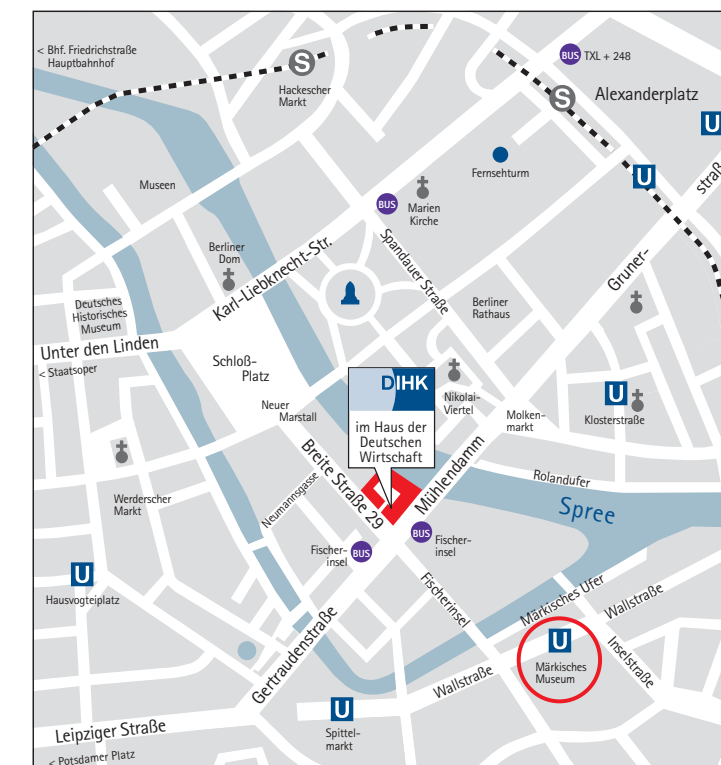 < Bhf. Friedrichstraße
Hauptbahnhof
S
Hackescher
Markt
BUS TXL + 248
S
Alexanderplatz
U
U
straß
Museen
Fernsehturm
BUS
Marien
Kirche
Berliner
Dom
Karl-Liebknecht-Str.
Spandauer Straße
Gruner-
Deutsches
Historisches
Museum
Berliner
Rathaus
Unter den Linden
< Staatsoper
Schloß-
Platz
DIHK
im Haus der
Deutschen
Wirtschaft
Nikolai-
Viertel
Neuer
Marstall
Molken-
markt
U
Klosterstraße
Breite Straße 29
Mühlendamm
Neumannsgasse
Rolandufer
Spree
Werderscher
Markt
Fischer-
insel
BUS
BUS
Fischer-
insel
U
Hausvogteiplatz
Fischerinsel
Märkisches Ufer
Wallstraße
Gertraudenstraße
U
Märkisches
Museum
Inselstraße
Wallstraße
U
Spittel-
markt
Leipziger Straße
< Potsdamer Platz